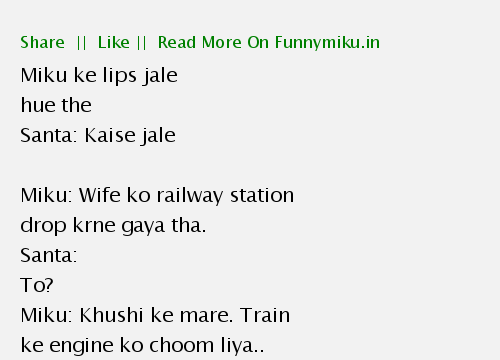 Share || Like || Read More On Funnymiku.in
Miku ke lips jale
hue the
Santa: Kaise jale
Miku: Wife ko railway station
drop krne gaya tha.
Santa:
To?
Miku: Khushi ke mare. Train
ke engine ko choom liya..